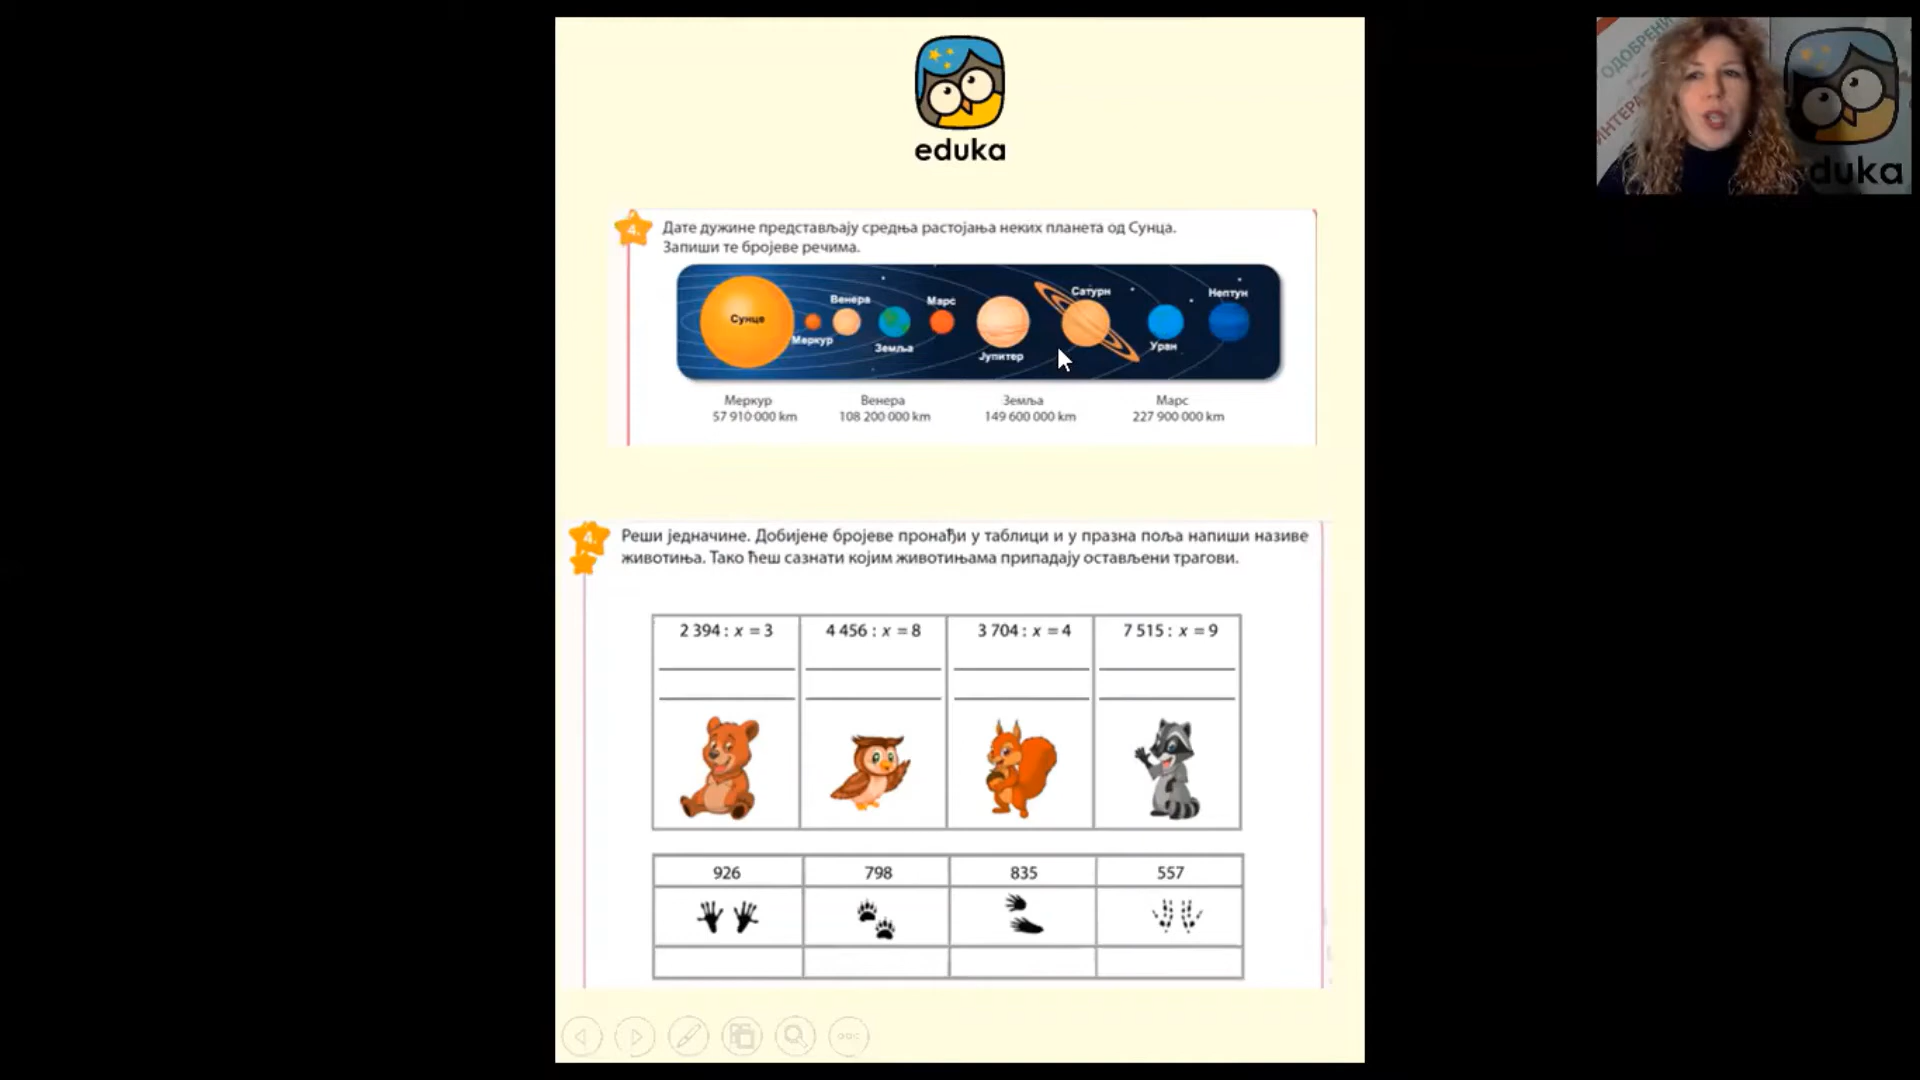 eduka
ОДОБРЕНИ
ИНТЕРА
duka
4. Дате дужине представљају средња растојања неких планета од Сунца.
Запиши те бројеве речима.
Сунце
Меркур
Венера
Земља
Марс
Јупитер
Сатурн
Уран
Нептун
Меркур Венера Земља Марс
57 910 000 km 108 200 000 km 149 600 000 km 227 900 000 km
4. Реши једначине. Добијене бројеве пронађи у таблици и у празна поља напиши називе
животиња. Тако ћеш сазнати којим животињама припадају остављени трагови.
2 394 : x = 3 4 456 : x = 8 3 704 : x = 4 7 515 : x = 9
926 798 835 557